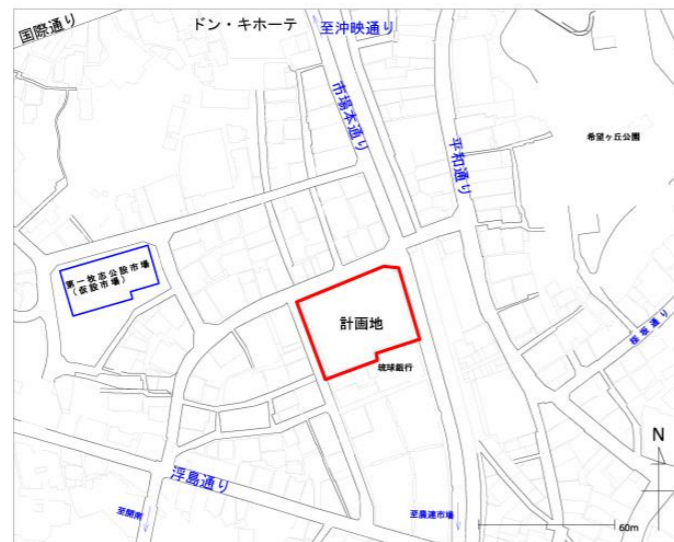 国際通り
ドン・キホーテ
至沖映通り
市場本通り
平和通り
希望ヶ丘公園
第一牧志公設市場
(仮設市場)
計画地
琉球銀行
桜坂通り
浮島通り
至開南
至農連市場
N
60m